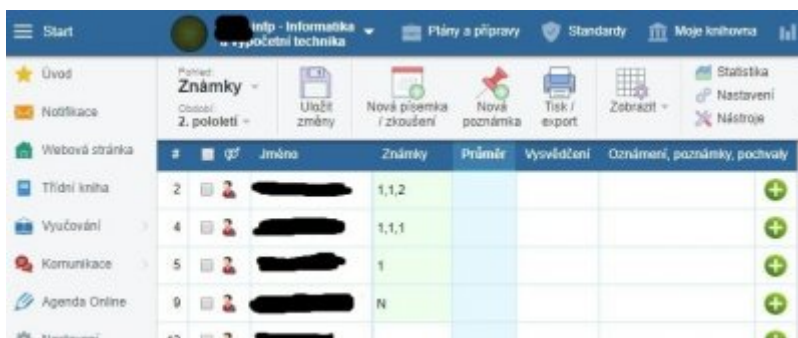 Start
intp - Informatika a výpočetní technika
Plány a přípravy
Standardy
Moje knihovna
Úvod
Notifikace
Webová stránka
Třídní kniha
Vyučování
Komunikace
Agenda Online
Nastavení
Pohled:
Známky
Období:
2. pololetí
Uložit změny
Nová písemka / zkoušení
Nová poznámka
Tisk / export
Zobrazit
Statistika
Nastavení
Nástroje
# Jméno Známky Průměr Vysvědčení Oznámení, poznámky, pochvaly
2 1,1,2
4 1,1,1
5 1
9 N